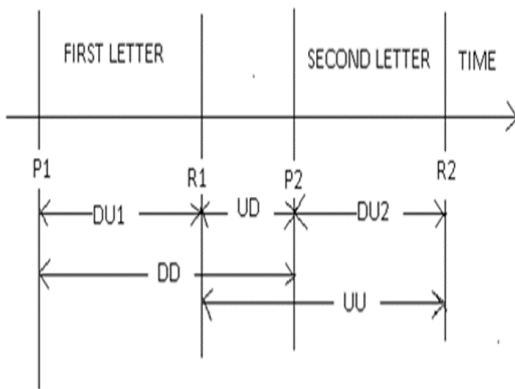 FIRST LETTER SECOND LETTER TIME
P1 R1 P2 R2
DU1 UD DU2
DD
UU